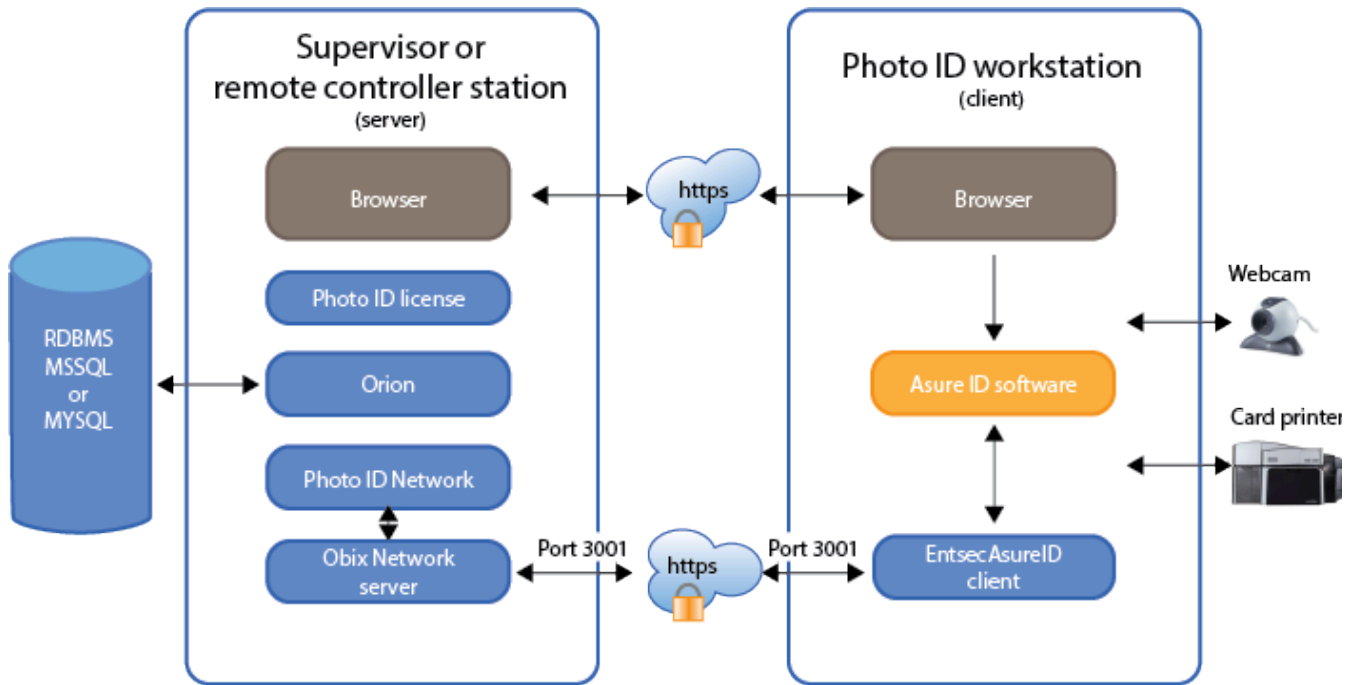 Supervisor or
remote controller station
(server)
Browser
Photo ID license
Orion
Photo ID Network
Obix Network
server
RDBMS
MSSQL
or
MYSQL
https
Port 3001
https
Port 3001
Photo ID workstation
(client)
Browser
Asure ID software
EntsecAsureID
client
Webcam
Card printer